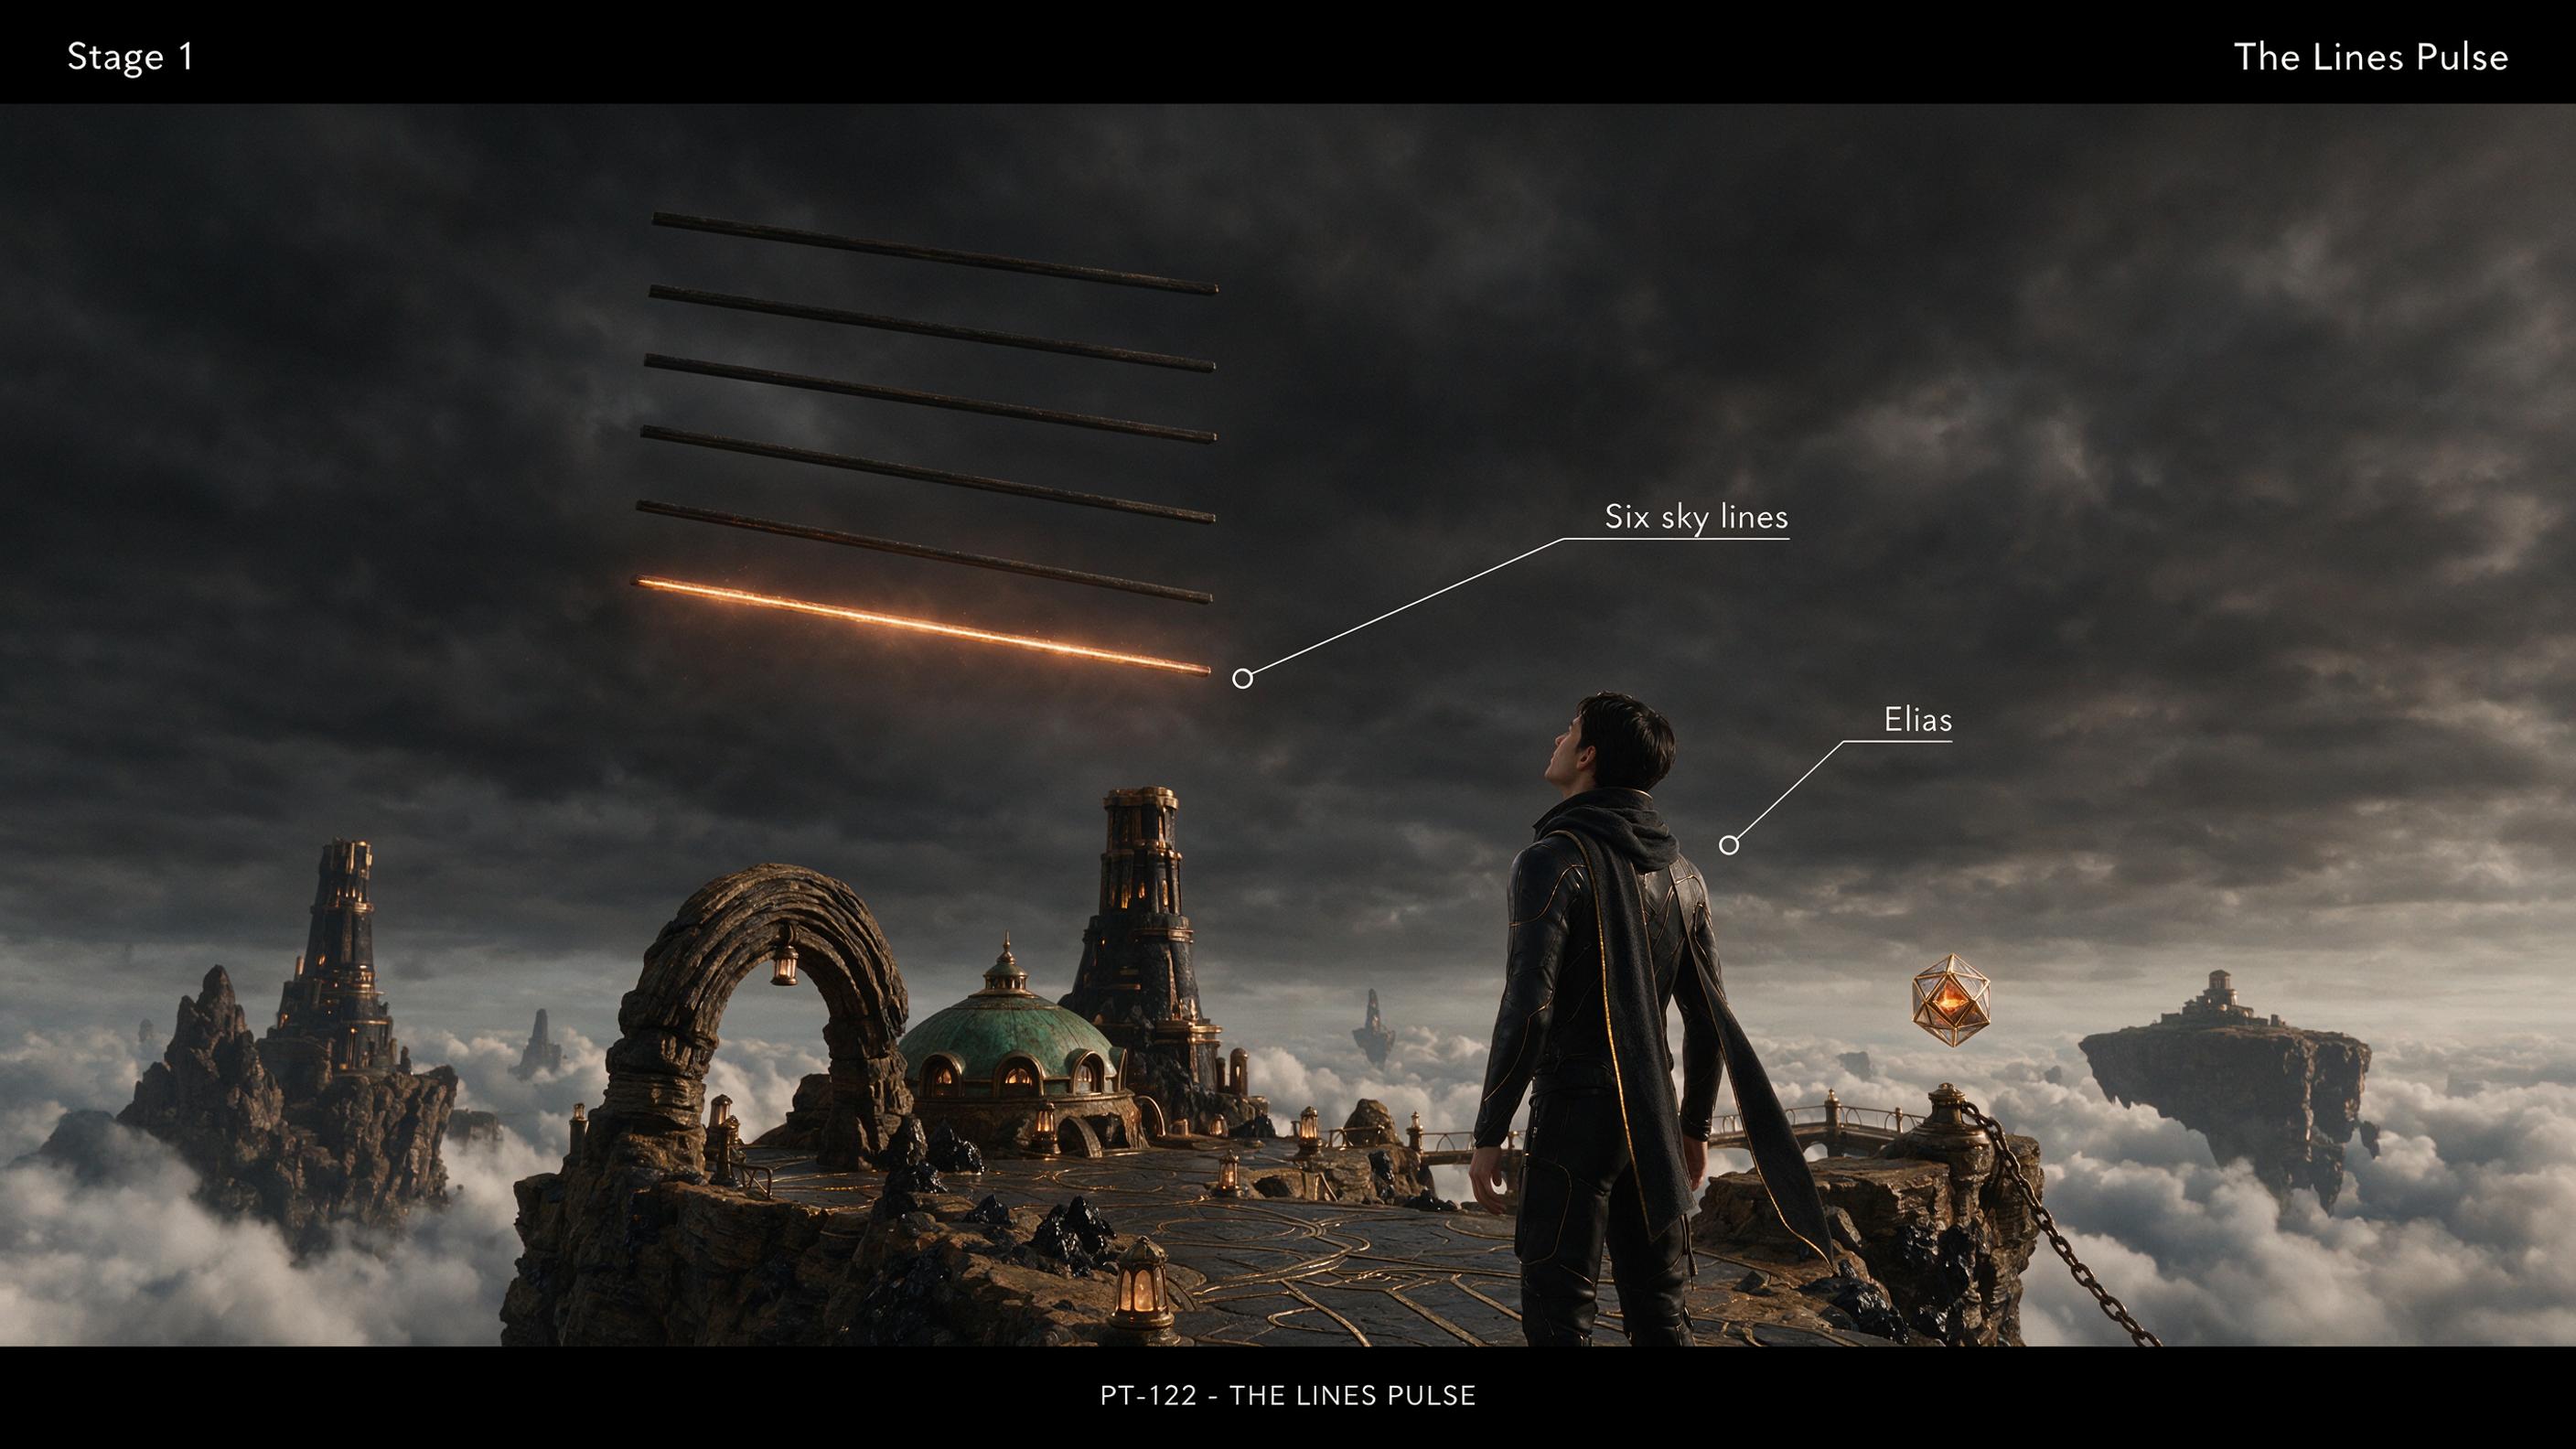 Stage 1
The Lines Pulse
Six sky lines
Elias
PT-122 - THE LINES PULSE